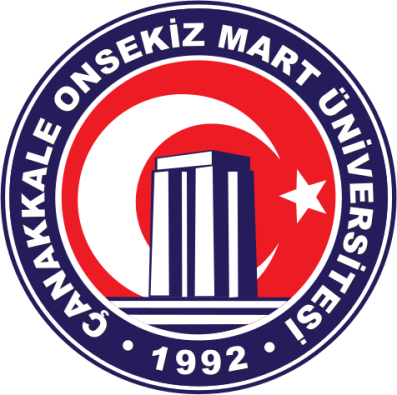 ÇANAKKALE ONSEKİZ MART ÜNİVERSİTESİ
• 1992 •